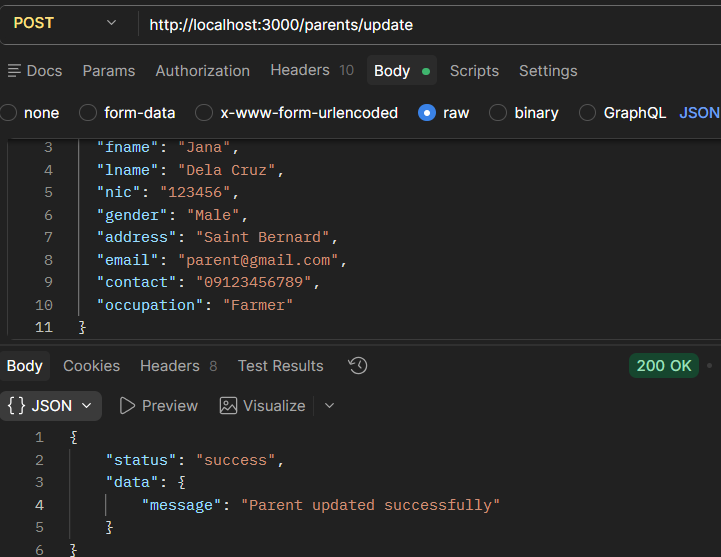 POST http://localhost:3000/parents/update
Docs Params Authorization Headers 10 Body Scripts Settings
none form-data x-www-form-urlencoded raw binary GraphQL JSON
3 "fname": "Jana",
4 "lname": "Dela Cruz",
5 "nic": "123456",
6 "gender": "Male",
7 "address": "Saint Bernard",
8 "email": "parent@gmail.com",
9 "contact": "09123456789",
10 "occupation": "Farmer"
11 }
Body Cookies Headers 8 Test Results 200 OK
{} JSON Preview Visualize
1 {
2 "status": "success",
3 "data": {
4 "message": "Parent updated successfully"
5 }
6 }